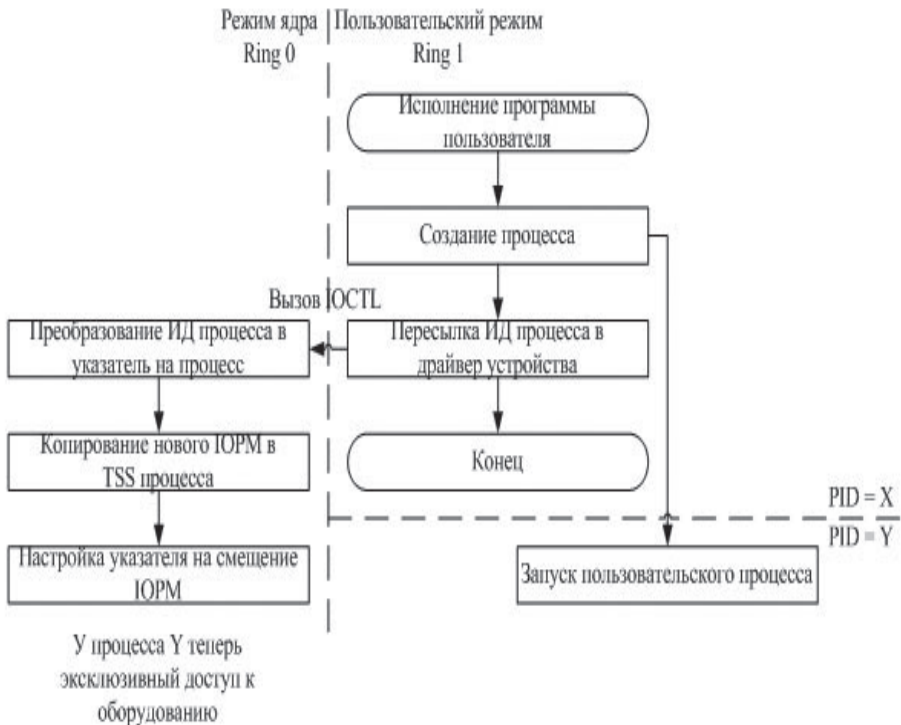 Режим ядра
Ring 0
Пользовательский режим
Ring 1
Исполнение программы
пользователя
Создание процесса
Вызов IOCTL
Преобразование ИД процесса в
указатель на процесс
Пересылка ИД процесса в
драйвер устройства
Копирование нового IOPM в
TSS процесса
Конец
PID = X
PID = Y
Настройка указателя на смещение
IOPM
Запуск пользовательского процесса
У процесса Y теперь
эксклюзивный доступ к
оборудованию